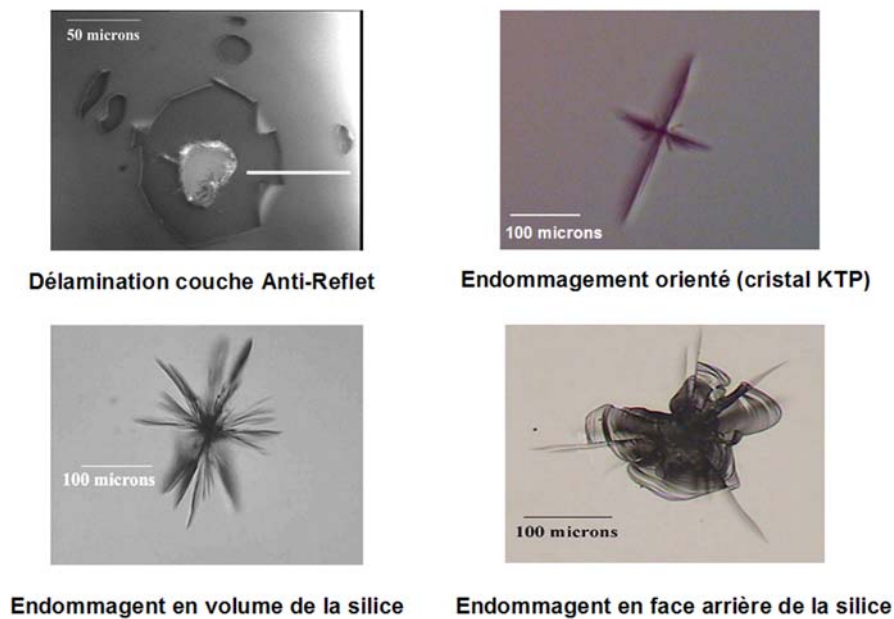 50 microns
100 microns
Délamination couche Anti-Reflet
Endommagement orienté (cristal KTP)
100 microns
100 microns
Endommagent en volume de la silice
Endommagent en face arrière de la silice